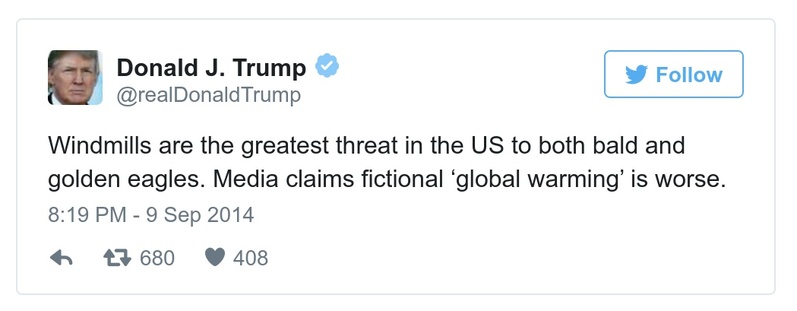 Donald J. Trump
@realDonaldTrump
Follow
Windmills are the greatest threat in the US to both bald and
golden eagles. Media claims fictional ‘global warming’ is worse.
8:19 PM - 9 Sep 2014
680 408